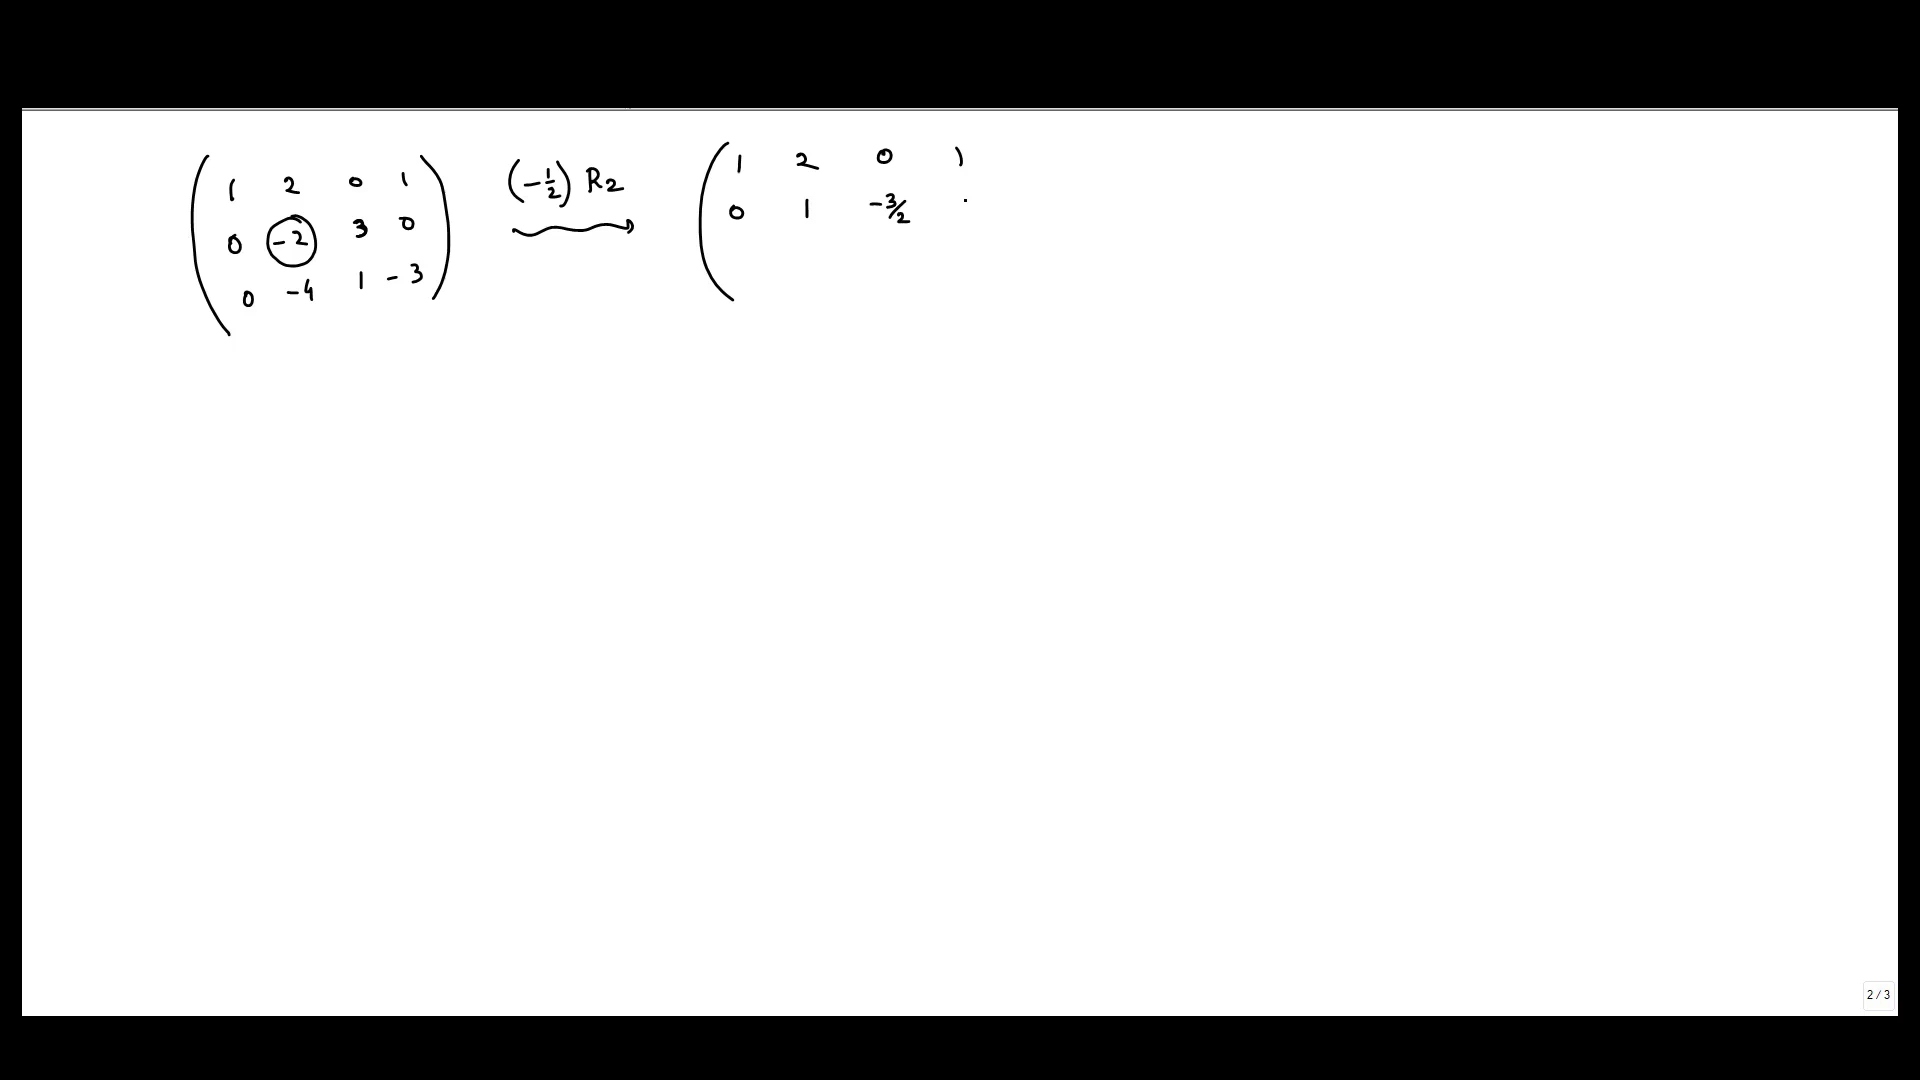 ( 1 2 0 1 ) (-1/2) R2 ( 1 2 0 1
0 -2 3 0 0 1 -3/2
0 -4 1 -3
2 / 3